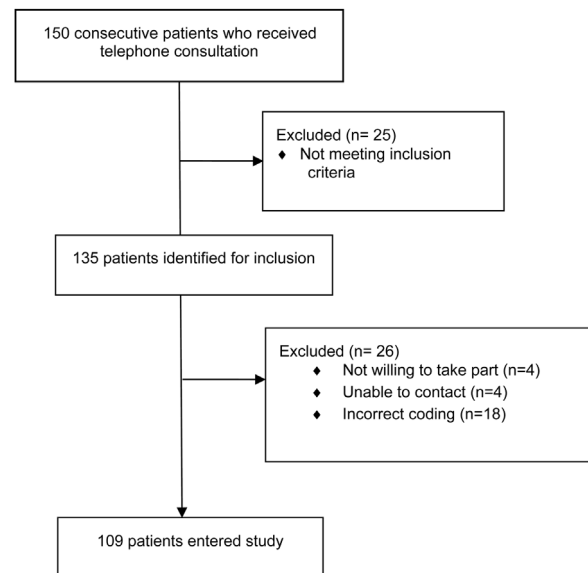 150 consecutive patients who received
telephone consultation
Excluded (n= 25)
♦ Not meeting inclusion
criteria
135 patients identified for inclusion
Excluded (n= 26)
♦ Not willing to take part (n=4)
♦ Unable to contact (n=4)
♦ Incorrect coding (n=18)
109 patients entered study